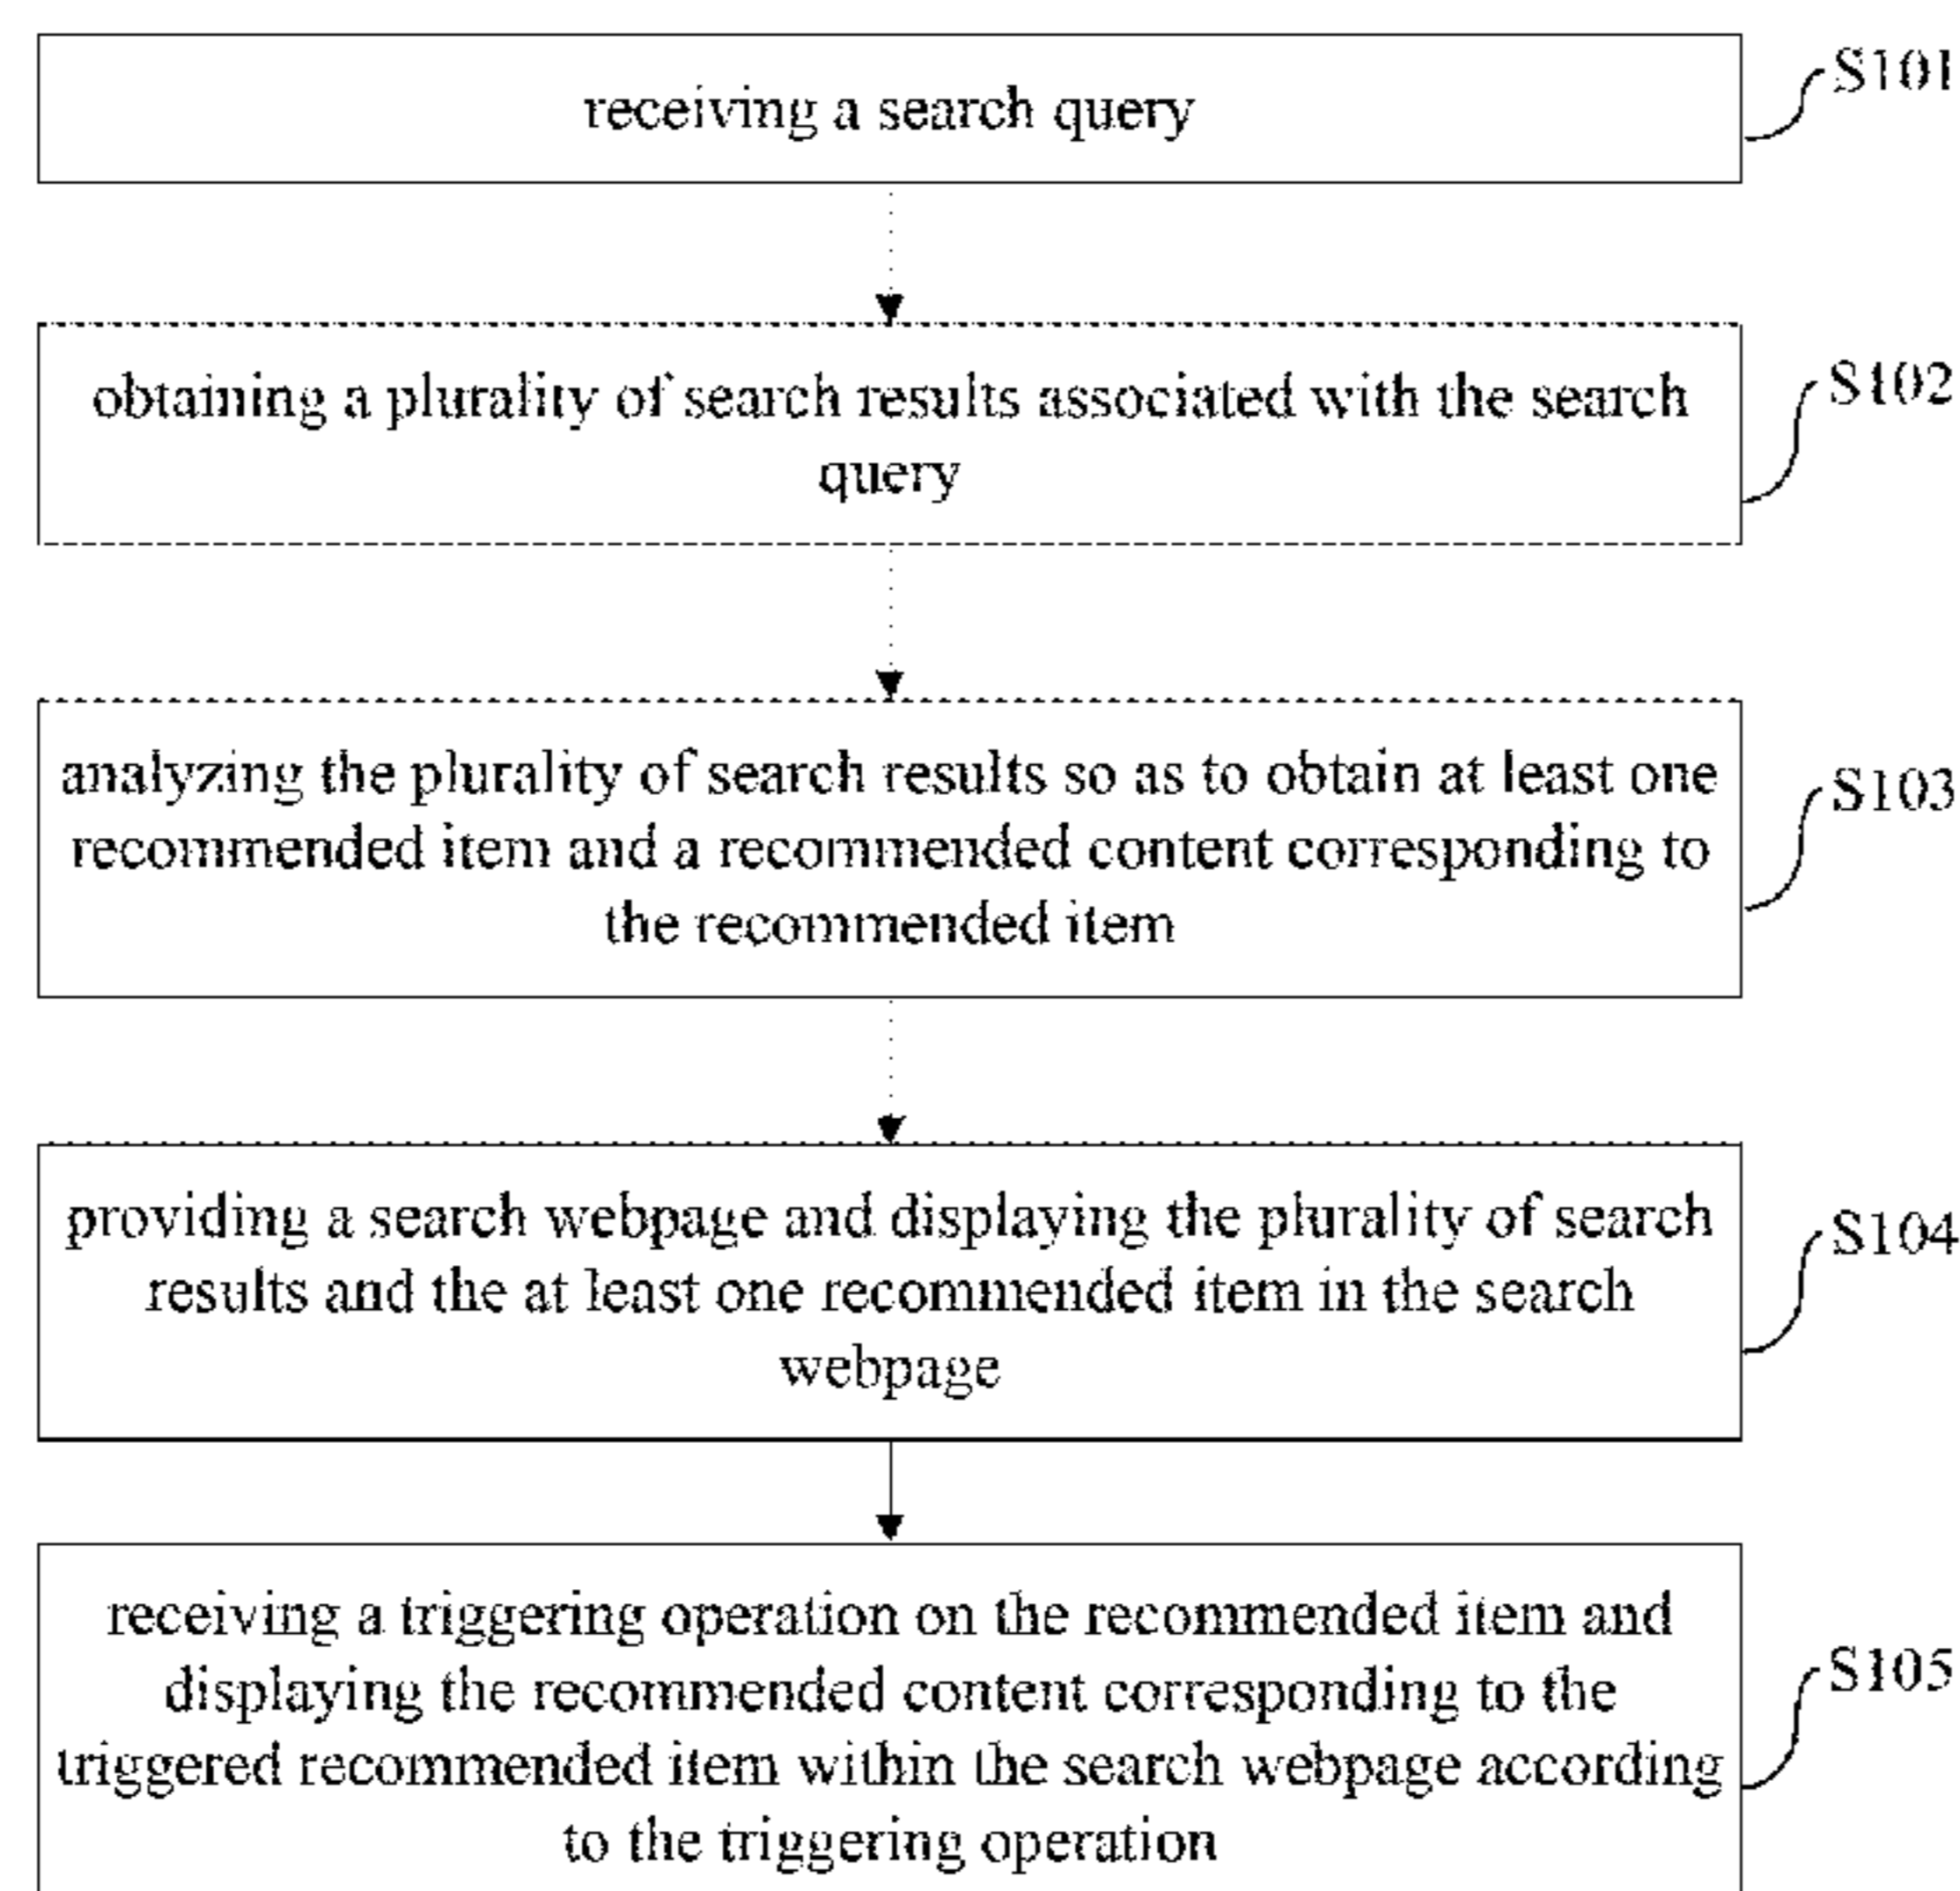 receiving a search query
S101
obtaining a plurality of search results associated with the search
query
S102
analyzing the plurality of search results so as to obtain at least one
recommended item and a recommended content corresponding to
the recommended item
S103
providing a search webpage and displaying the plurality of search
results and the at least one recommended item in the search
webpage
S104
receiving a triggering operation on the recommended item and
displaying the recommended content corresponding to the
triggered recommended item within the search webpage according
to the triggering operation
S105